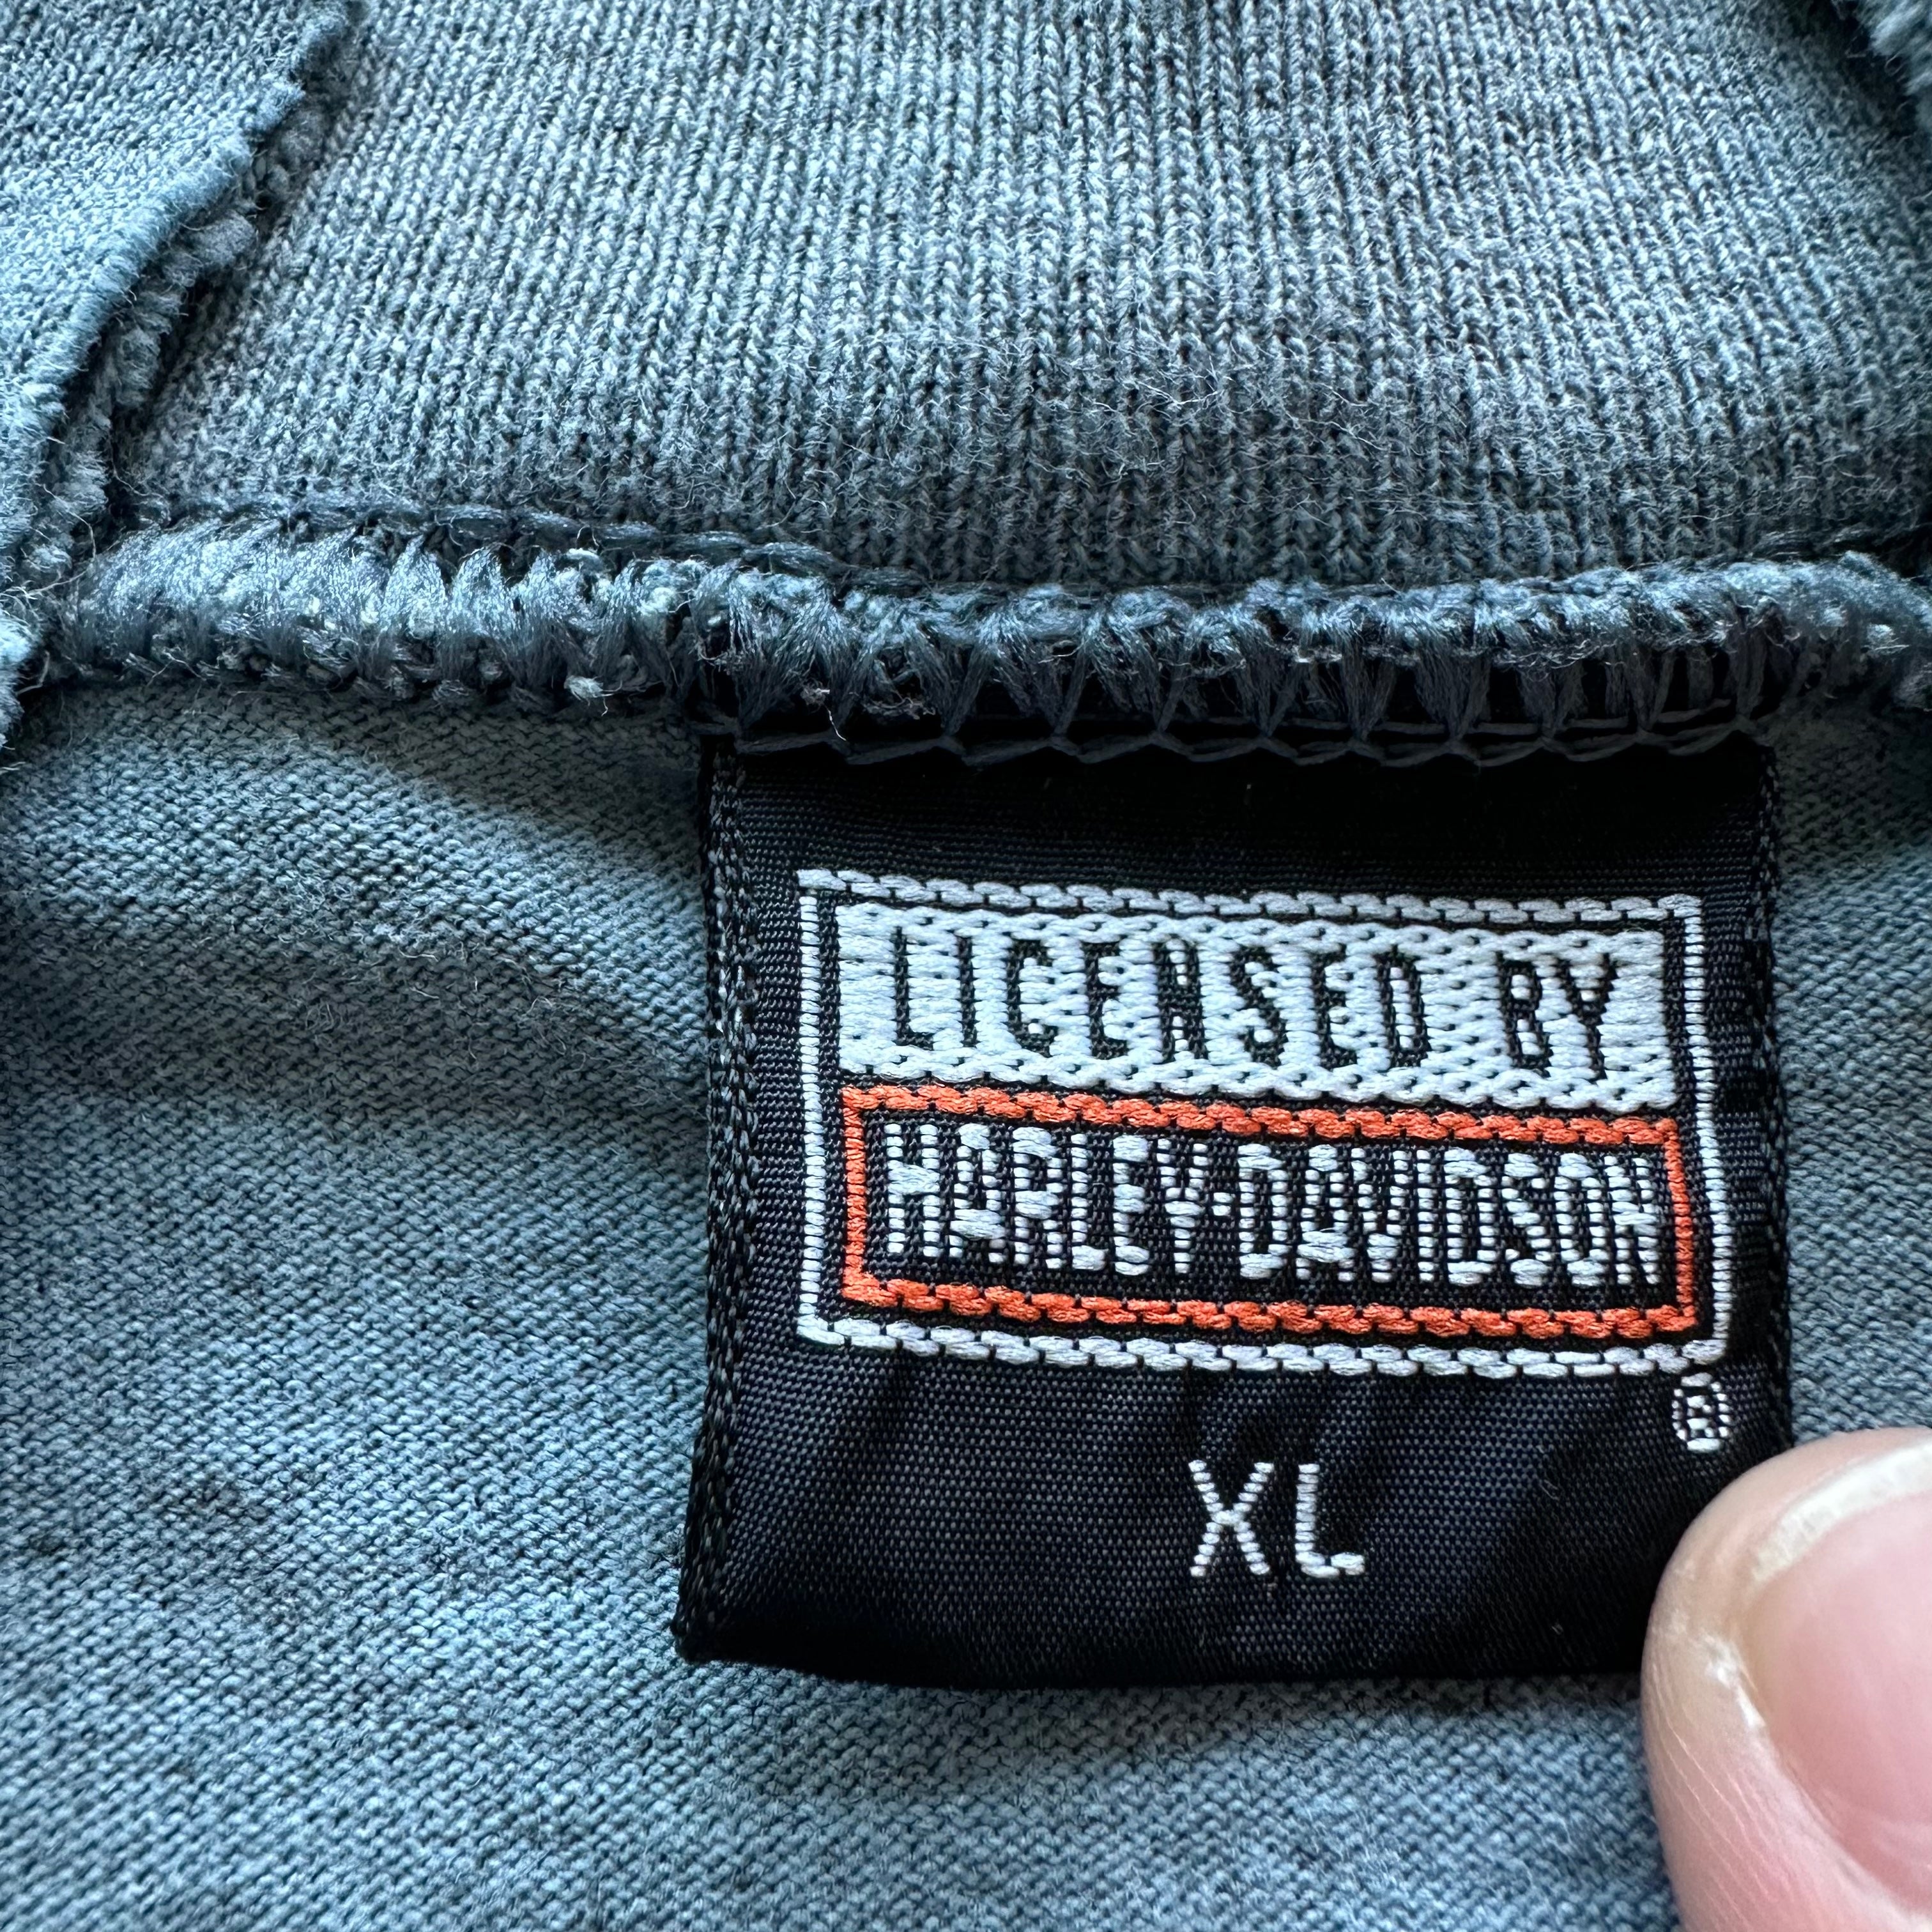 LICENSED BY
HARLEY-DAVIDSON
®
XL